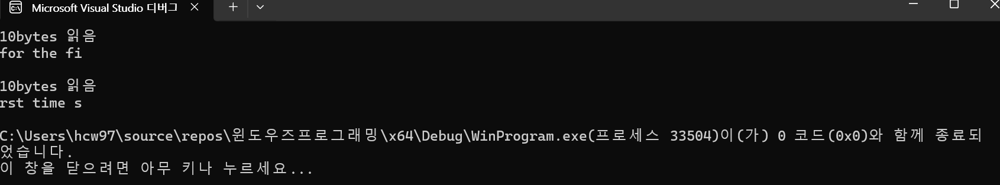 Microsoft Visual Studio 디버그
10bytes 읽음
for the fi
10bytes 읽음
rst time s
C:\Users\hcw97\source\repos\윈도우즈프로그래밍\x64\Debug\WinProgram.exe(프로세스 33504)이(가) 0 코드(0x0)와 함께 종료되
었습니다.
이 창을 닫으려면 아무 키나 누르세요...